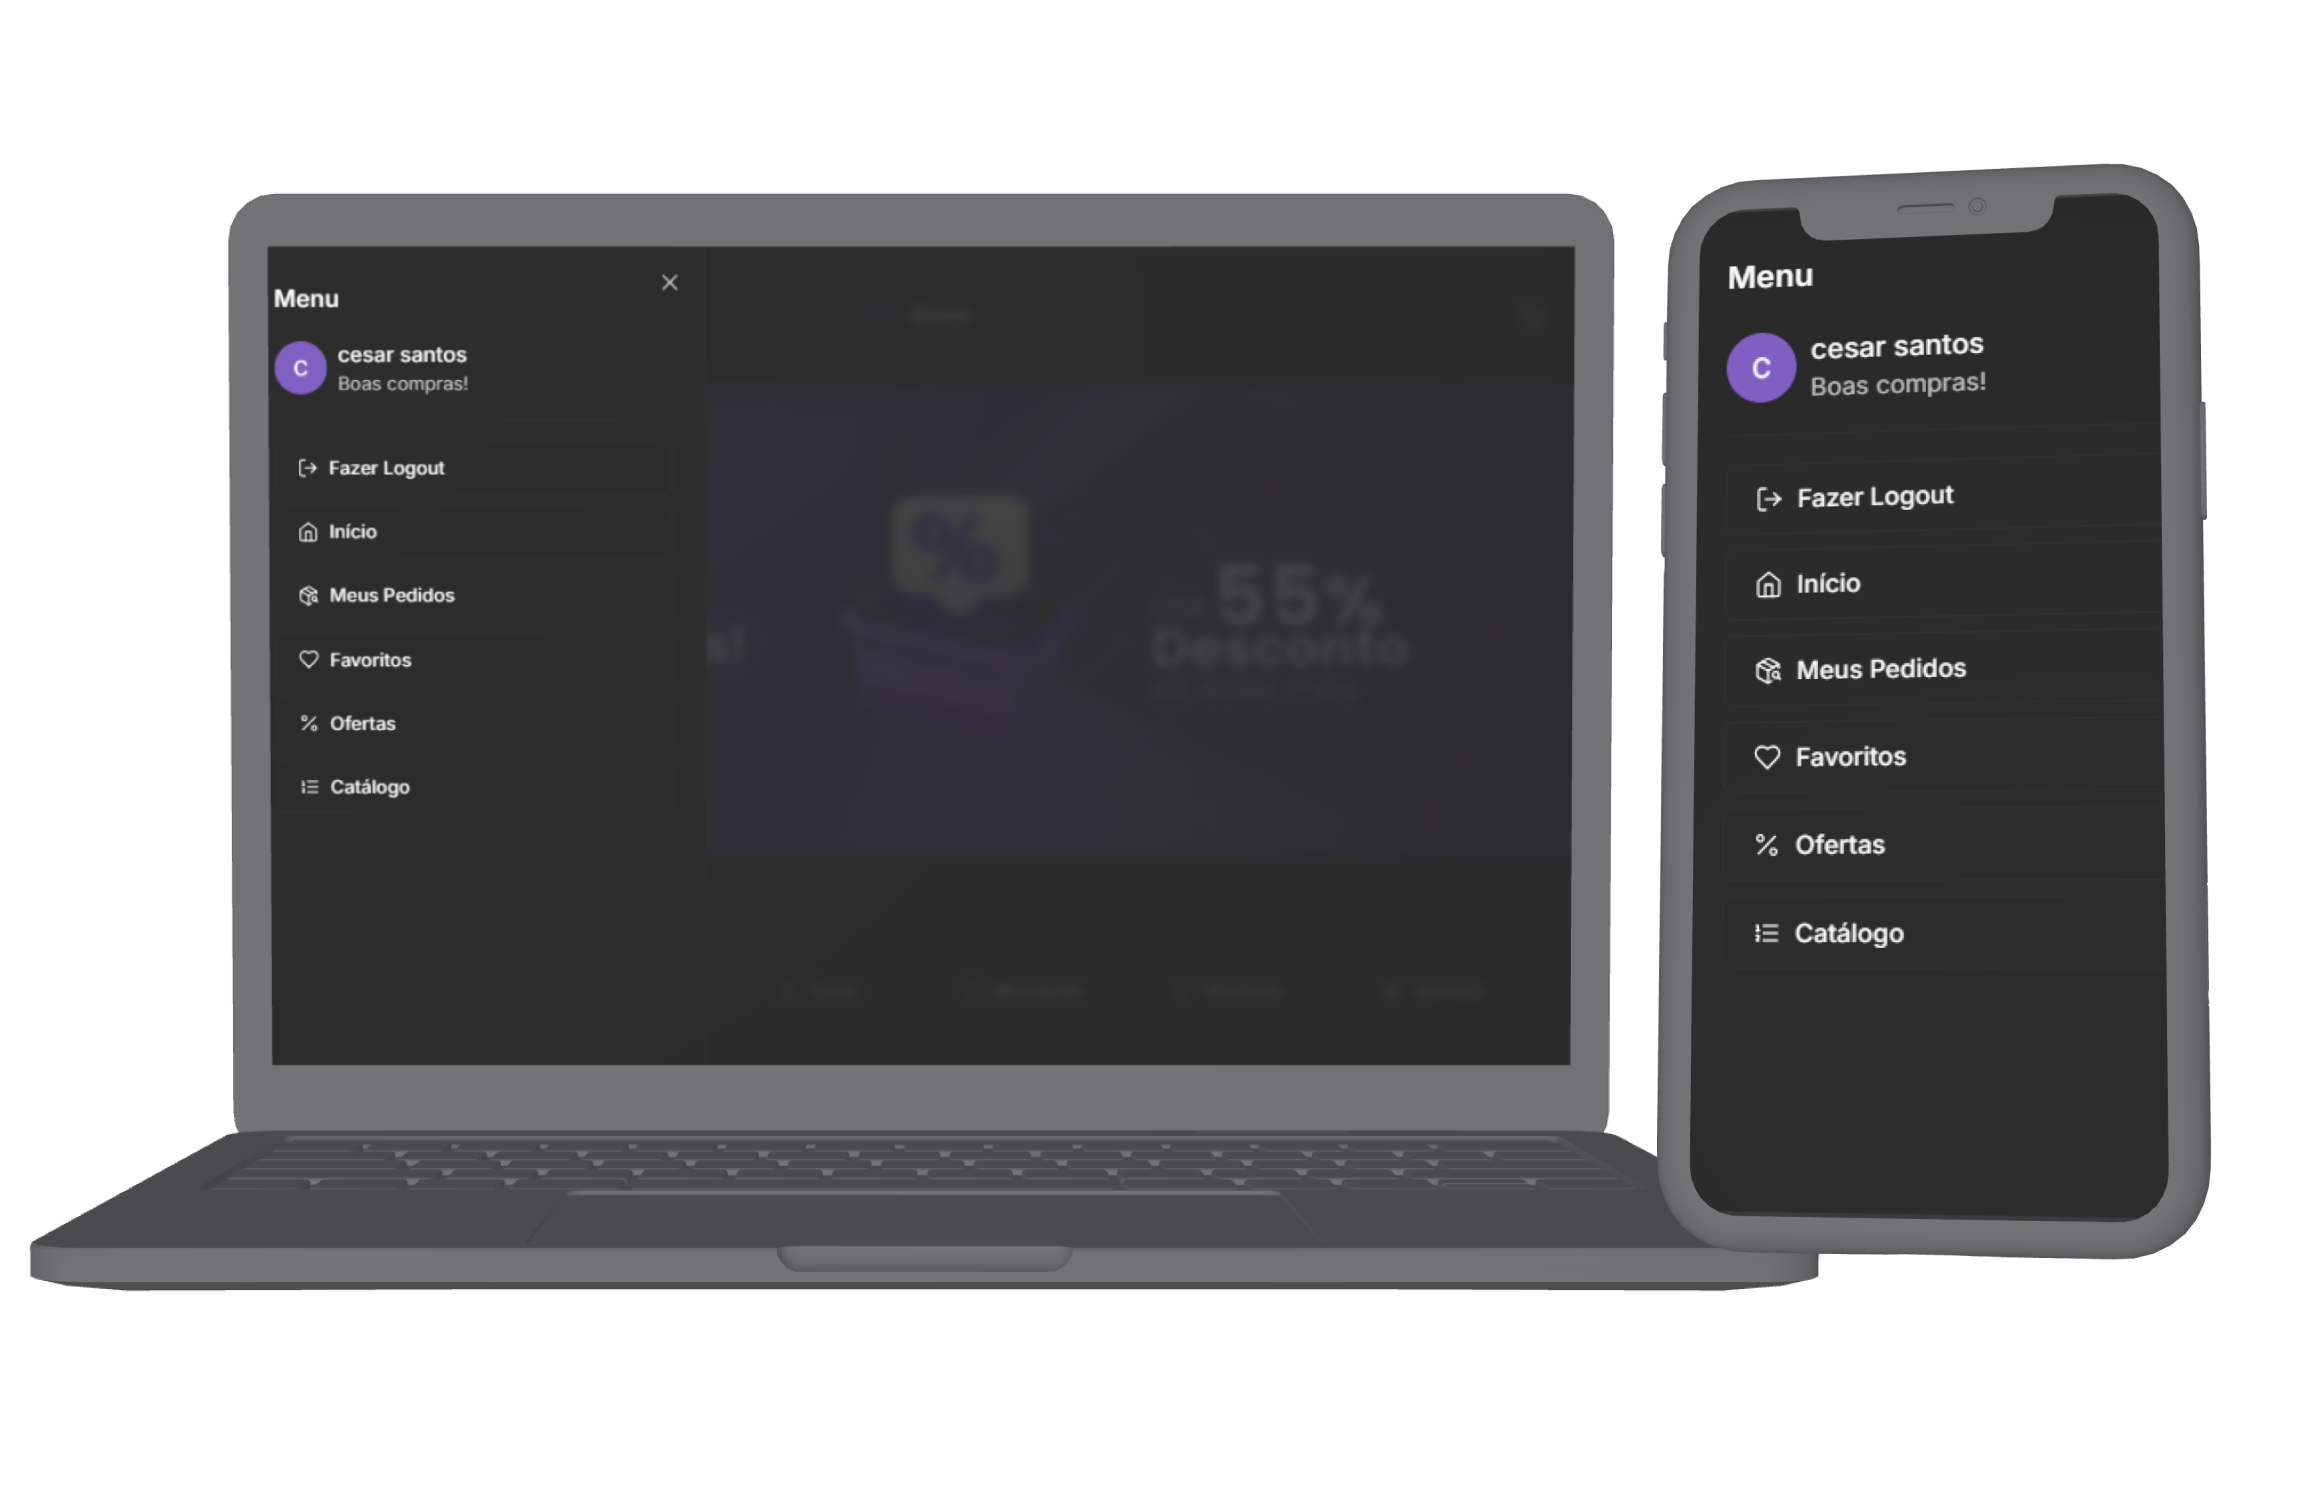 Menu
C
cesar santos
Boas compras!
Fazer Logout
Início
Meus Pedidos
Favoritos
Ofertas
Catálogo
s!
%
55%
Desconto
Menu
C
cesar santos
Boas compras!
Fazer Logout
Início
Meus Pedidos
Favoritos
Ofertas
Catálogo